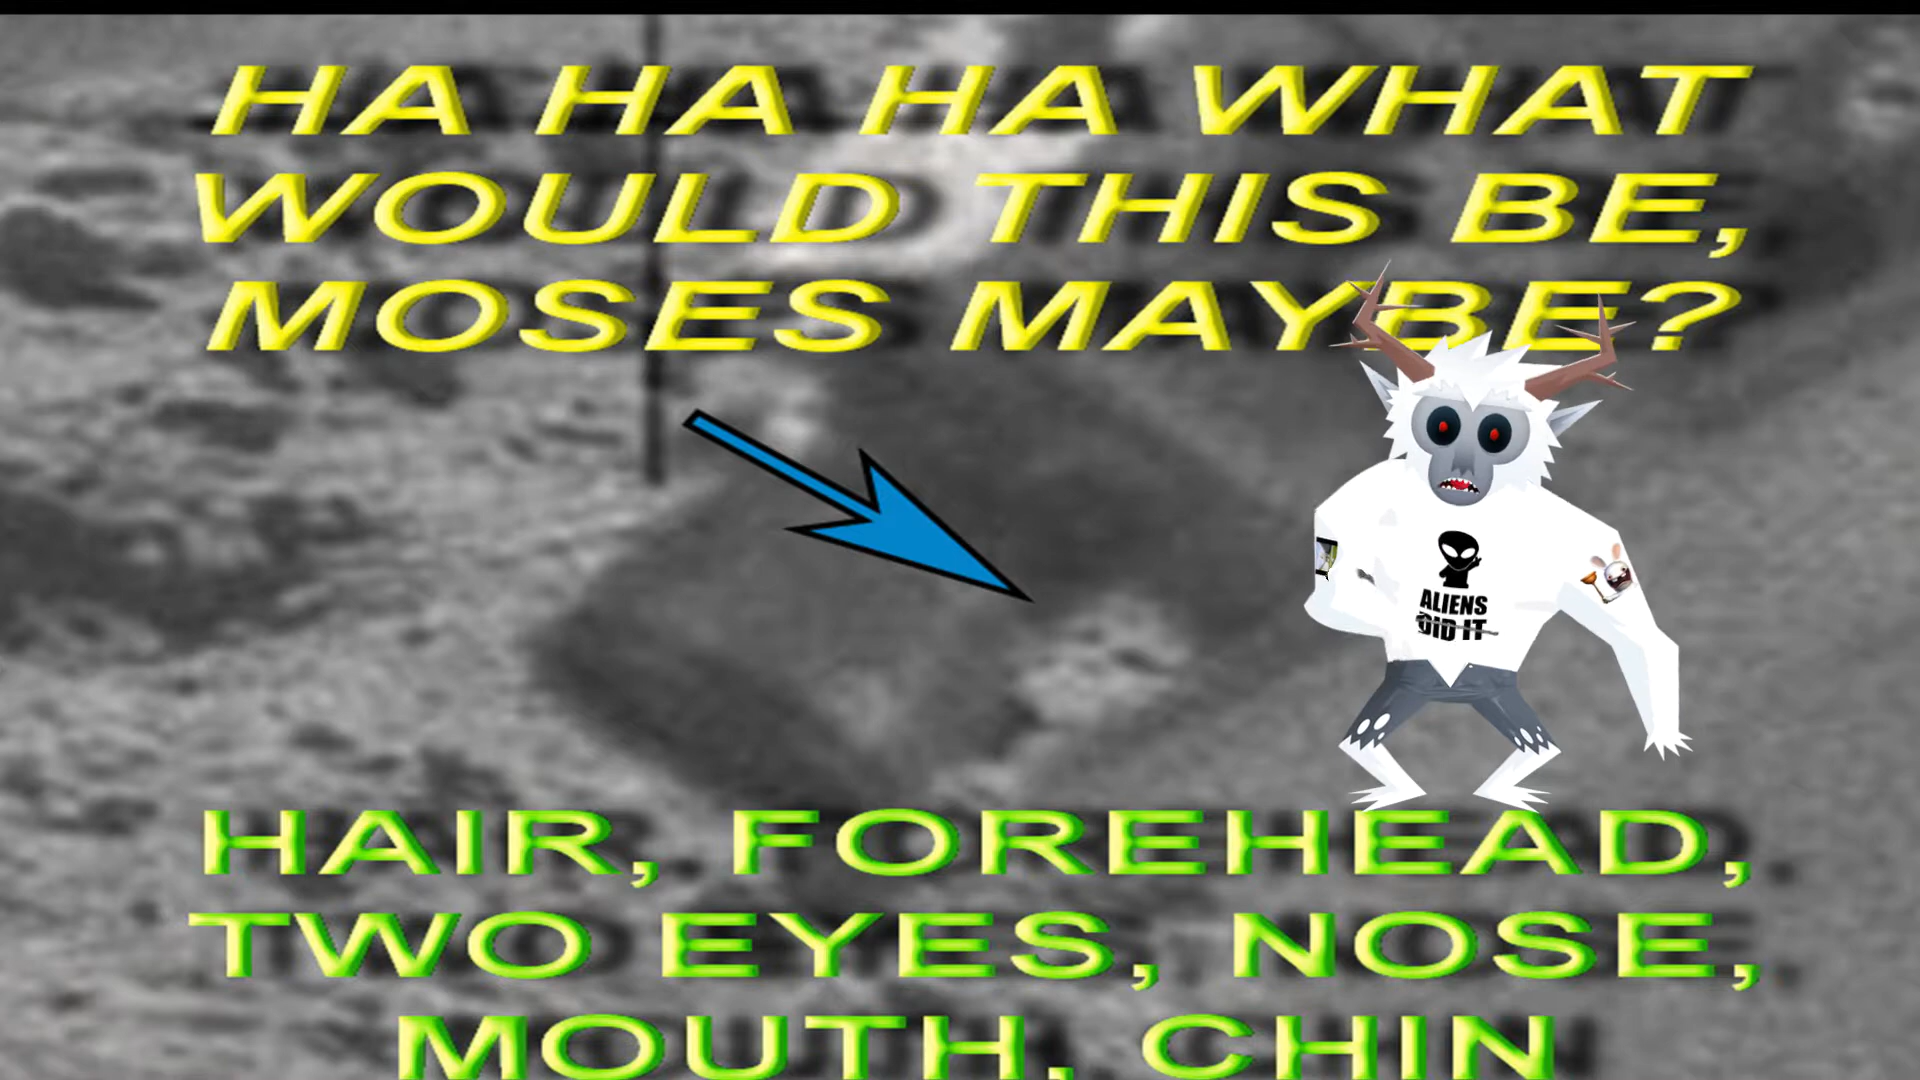 HA HA HA WHAT
WOULD THIS BE,
MOSES MAYBE?
ALIENS
DID IT
HAIR, FOREHEAD,
TWO EYES, NOSE,
MOUTH, CHIN